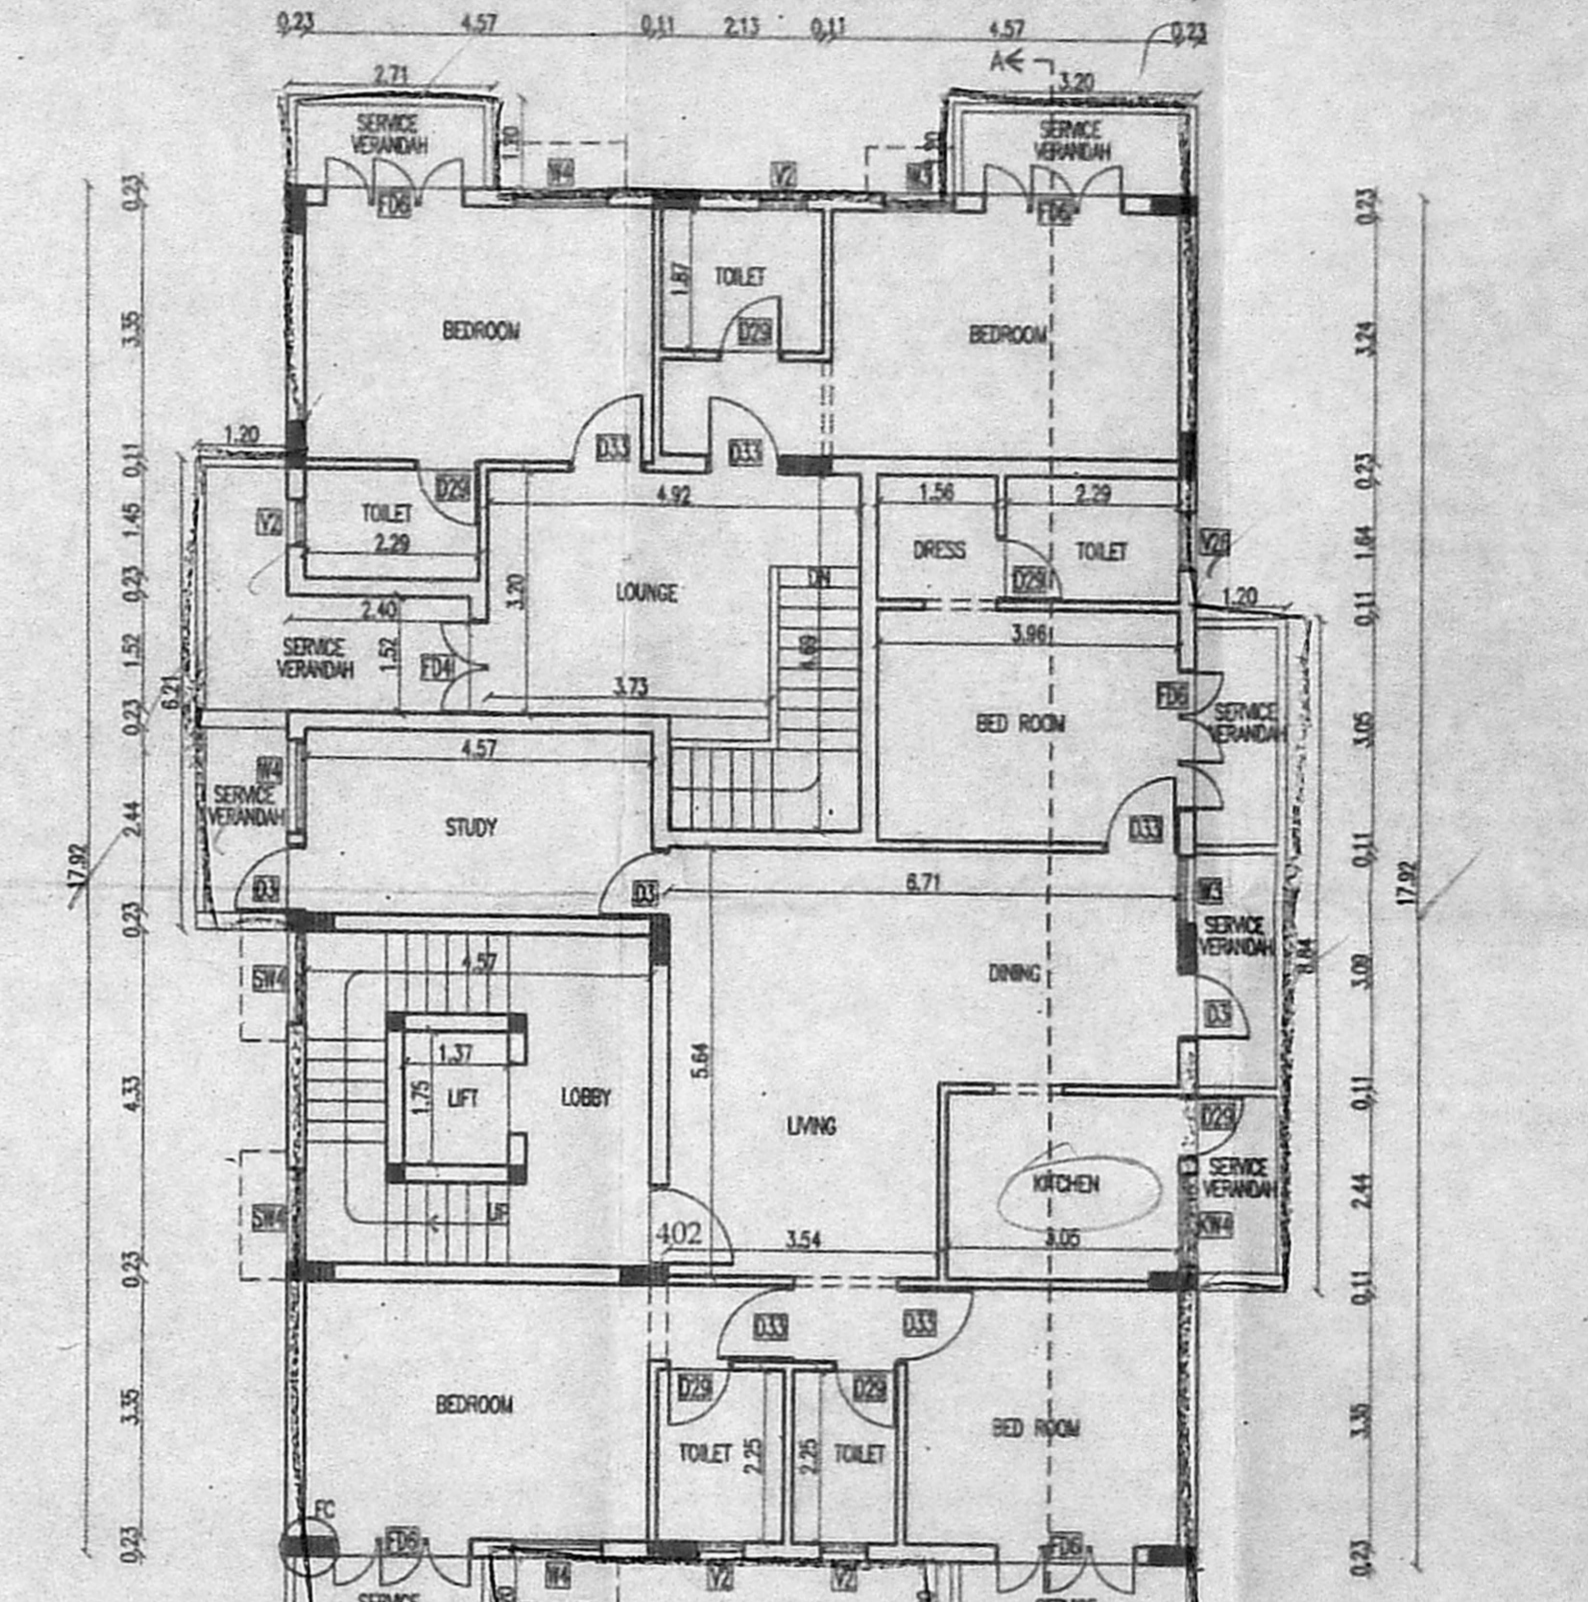 0,23 4.57 0,11 2.13 0,11 4.57 0,23
A
2.71
3.20
SERVICE
VERANDAH
1.20
SERVICE
VERANDAH
W4
V2
W3
FD6
FD6
0,23
0,23
17.92
3.35
BEDROOM
1.87
TOILET
D29
BEDROOM
3.24
D33
D33
1.20
0,11
0,23
V2
TOILET
D29
2.29
4.92
1.56
2.29
1.45
LOUNGE
DRESS
TOILET
D29
1.64
0,23
2.40
3.20
DN
1.20
0,11
SERVICE
VERANDAH
1.52
FD4
4.69
3.96
1.52
6.21
3.73
BED ROOM
FD6
SERVICE
VERANDAH
3.05
0,23
4.57
W4
SERVICE
VERANDAH
STUDY
D33
2.44
D3
D3
6.71
0,11
17.92
W3
SERVICE
VERANDAH
8.84
0,23
SW4
4.57
DINING
3.09
D3
1.37
1.75
LIFT
LOBBY
5.64
LIVING
4.33
0,11
D29
KITCHEN
SERVICE
VERANDAH
2.44
KW4
SW4
UP
402
3.54
3.05
0,23
0,11
D33
D33
BEDROOM
D29
D29
TOILET
2.25
2.25
TOILET
BED ROOM
3.35
3.35
FC
FD6
FD6
0,23
0,23
W4
V2
V2
SERVICE